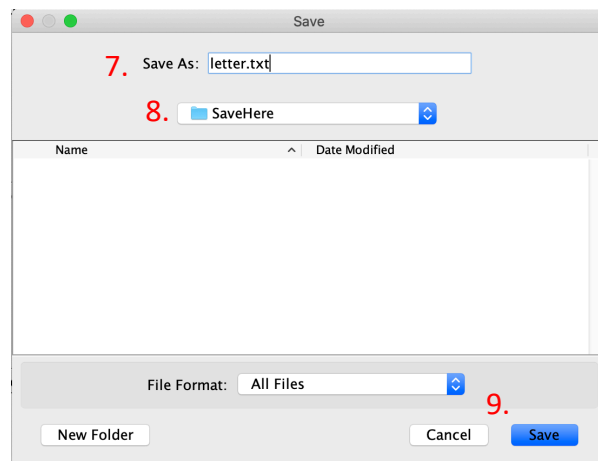 Save
7. Save As: letter.txt
8. SaveHere
Name Date Modified
File Format: All Files
9.
New Folder Cancel Save